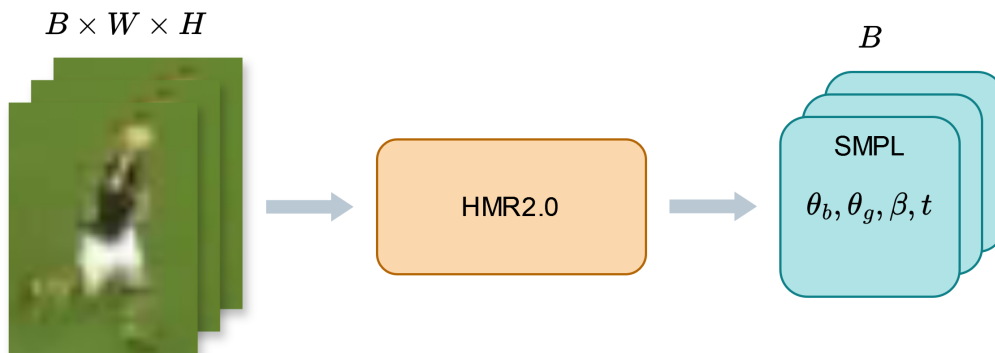 B × W × H
B
SMPL
HMR2.0
θ_b, θ_g, β, t